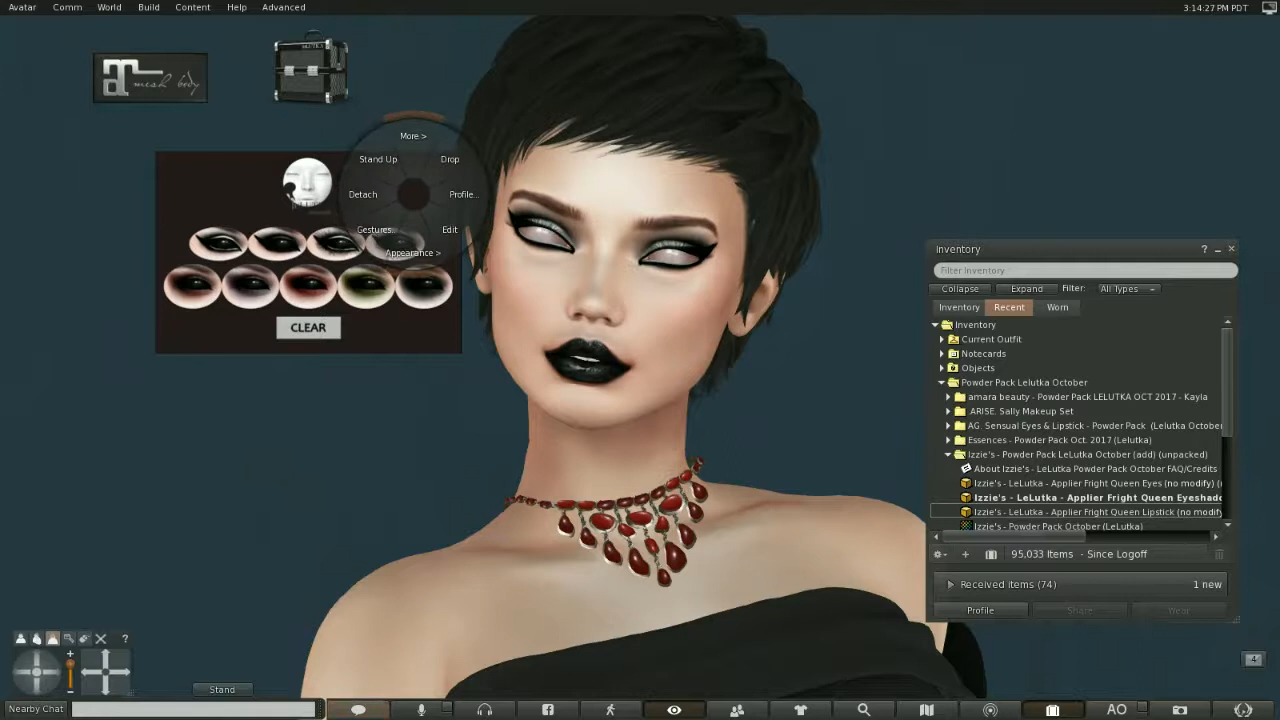 Avatar Comm World Build Content Help Advanced 3:14:27 PM PDT
mesh body
More >
Stand Up Drop
Detach Profile...
Gestures.. Edit
Appearance >
CLEAR
Inventory ? _ ×
Filter Inventory
Collapse Expand Filter: All Types
Inventory Recent Worn
Inventory
Current Outfit
Notecards
Objects
Powder Pack Lelutka October
amara beauty - Powder Pack LELUTKA OCT 2017 - Kayla
.ARISE. Sally Makeup Set
AG. Sensual Eyes & Lipstick - Powder Pack (Lelutka October
Essences - Powder Pack Oct. 2017 (Lelutka)
Izzie's - Powder Pack LeLutka October (add) (unpacked)
About Izzie's - LeLutka Powder Pack October FAQ/Credits
Izzie's - LeLutka - Applier Fright Queen Eyes (no modify) (
Izzie's - LeLutka - Applier Fright Queen Eyeshado
Izzie's - LeLutka - Applier Fright Queen Lipstick (no modify
Izzie's - Powder Pack October (LeLutka)
95,033 Items - Since Logoff
Received Items (74) 1 new
Profile Share Wear
?
4
Stand
Nearby Chat AO